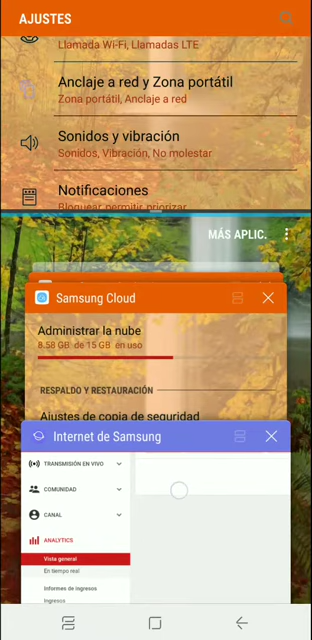 AJUSTES
Llamada Wi-Fi, Llamadas LTE
Anclaje a red y Zona portátil
Zona portátil, Anclaje a red
Sonidos y vibración
Sonidos, Vibración, No molestar
Notificaciones
Bloquear, permitir, priorizar
MÁS APLIC.
Samsung Cloud
Administrar la nube
8.58 GB de 15 GB en uso
RESPALDO Y RESTAURACIÓN
Ajustes de copia de seguridad
Internet de Samsung
TRANSMISIÓN EN VIVO
COMUNIDAD
CANAL
ANALYTICS
Vista general
En tiempo real
Informes de ingresos
Ingresos